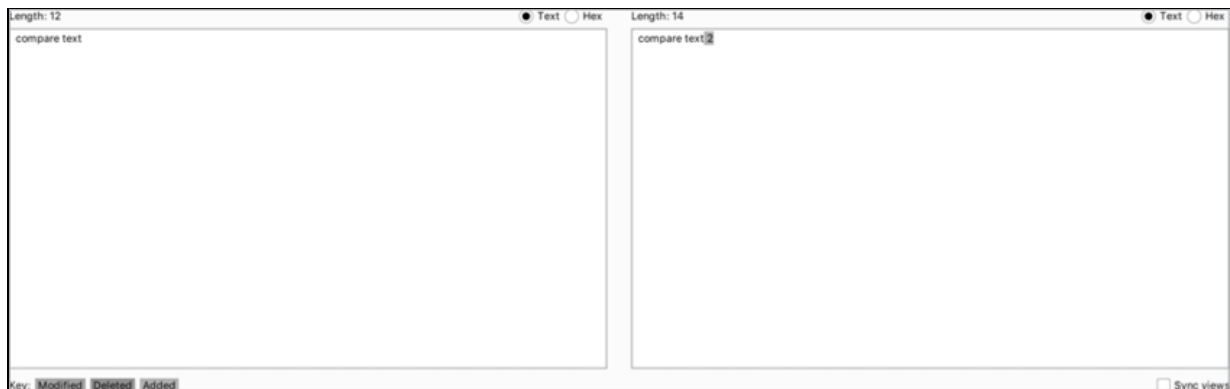 Length: 12 Text Hex Length: 14 Text Hex
compare text compare text 2
Key: Modified Deleted Added Sync views